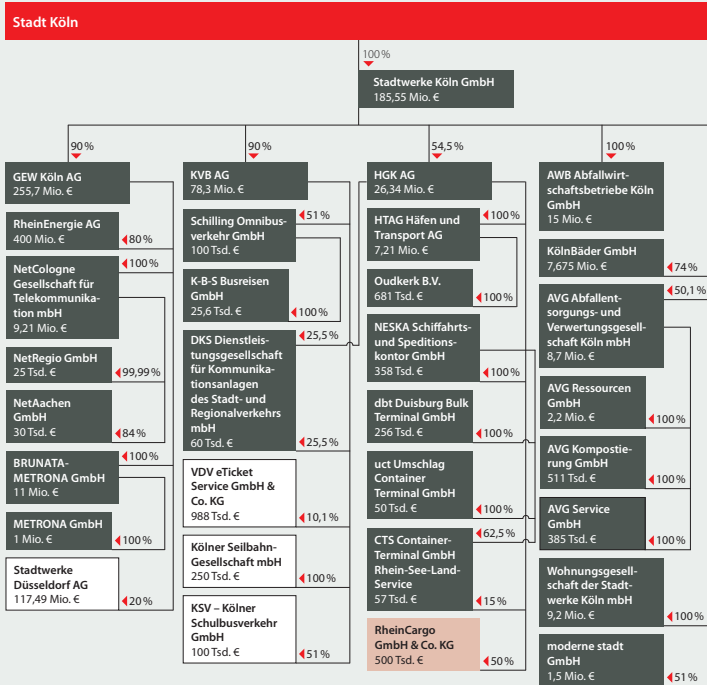 Stadt Köln
100 %
Stadtwerke Köln GmbH
185,55 Mio. €
90 %
GEW Köln AG
255,7 Mio. €
RheinEnergie AG
400 Mio. €
80 %
100 %
NetCologne
Gesellschaft für
Telekommunika-
tion mbH
9,21 Mio. €
NetRegio GmbH
25 Tsd. €
99,99 %
NetAachen
GmbH
30 Tsd. €
84 %
100 %
BRUNATA-
METRONA GmbH
11 Mio. €
METRONA GmbH
1 Mio. €
100 %
Stadtwerke
Düsseldorf AG
117,49 Mio. €
20 %
90 %
KVB AG
78,3 Mio. €
51 %
Schilling Omnibus-
verkehr GmbH
100 Tsd. €
K-B-S Busreisen
GmbH
25,6 Tsd. €
100 %
25,5 %
DKS Dienstleis-
tungsgesellschaft
für Kommunika-
tionsanlagen
des Stadt- und
Regionalverkehrs
mbH
60 Tsd. €
25,5 %
VDV eTicket
Service GmbH &
Co. KG
988 Tsd. €
10,1 %
Kölner Seilbahn-
Gesellschaft mbH
250 Tsd. €
100 %
KSV – Kölner
Schulbusverkehr
GmbH
100 Tsd. €
51 %
54,5 %
HGK AG
26,34 Mio. €
HTAG Häfen und
Transport AG
7,21 Mio. €
100 %
Oudkerk B.V.
681 Tsd. €
100 %
NESKA Schiffahrts-
und Speditions-
kontor GmbH
358 Tsd. €
100 %
dbt Duisburg Bulk
Terminal GmbH
256 Tsd. €
100 %
uct Umschlag
Container
Terminal GmbH
50 Tsd. €
100 %
62,5 %
CTS Container-
Terminal GmbH
Rhein-See-Land-
Service
57 Tsd. €
15 %
RheinCargo
GmbH & Co. KG
500 Tsd. €
50 %
100 %
AWB Abfallwirt-
schaftsbetriebe Köln
GmbH
15 Mio. €
KölnBäder GmbH
7,675 Mio. €
74 %
50,1 %
AVG Abfallent-
sorgungs- und
Verwertungsgesell-
schaft Köln mbH
8,7 Mio. €
AVG Ressourcen
GmbH
2,2 Mio. €
100 %
AVG Kompostie-
rung GmbH
511 Tsd. €
100 %
AVG Service
GmbH
385 Tsd. €
100 %
Wohnungsgesell-
schaft der Stadt-
werke Köln mbH
9,2 Mio. €
100 %
moderne stadt
GmbH
1,5 Mio. €
51 %